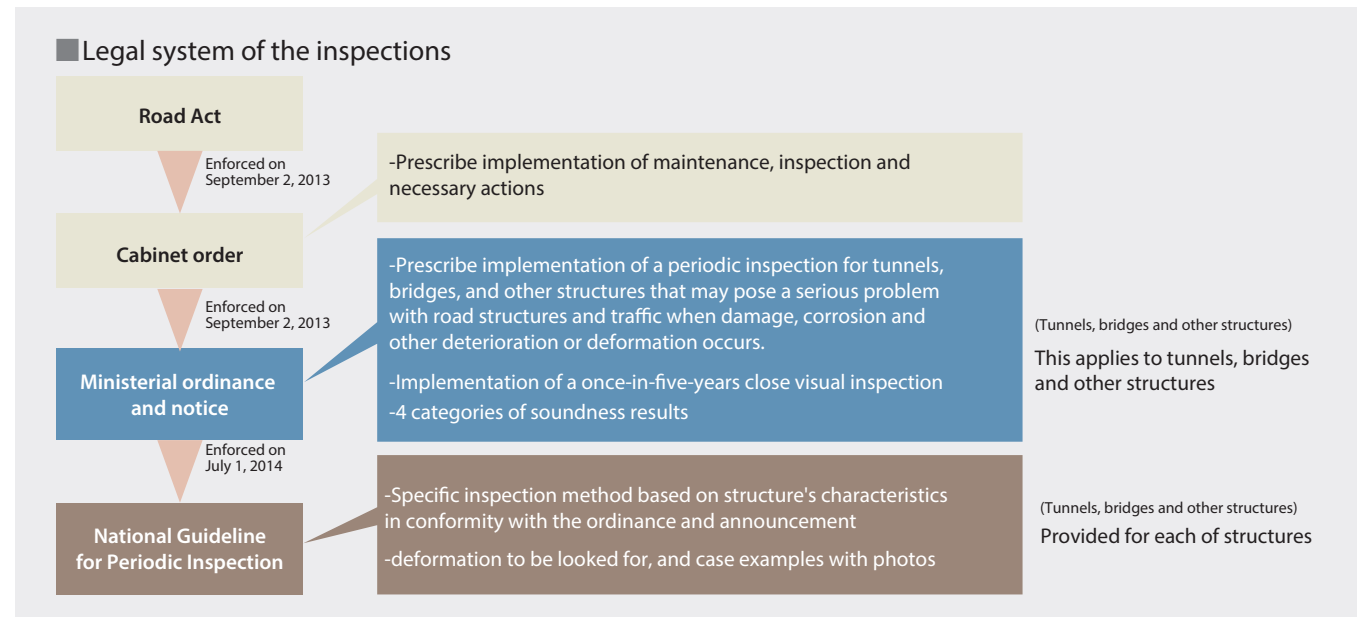 Legal system of the inspections
Road Act
Enforced on
September 2, 2013
-Prescribe implementation of maintenance, inspection and
necessary actions
Cabinet order
Enforced on
September 2, 2013
-Prescribe implementation of a periodic inspection for tunnels,
bridges, and other structures that may pose a serious problem
with road structures and traffic when damage, corrosion and
other deterioration or deformation occurs.
-Implementation of a once-in-five-years close visual inspection
-4 categories of soundness results
(Tunnels, bridges and other structures)
This applies to tunnels, bridges
and other structures
Ministerial ordinance
and notice
Enforced on
July 1, 2014
-Specific inspection method based on structure's characteristics
in conformity with the ordinance and announcement
-deformation to be looked for, and case examples with photos
(Tunnels, bridges and other structures)
Provided for each of structures
National Guideline
for Periodic Inspection